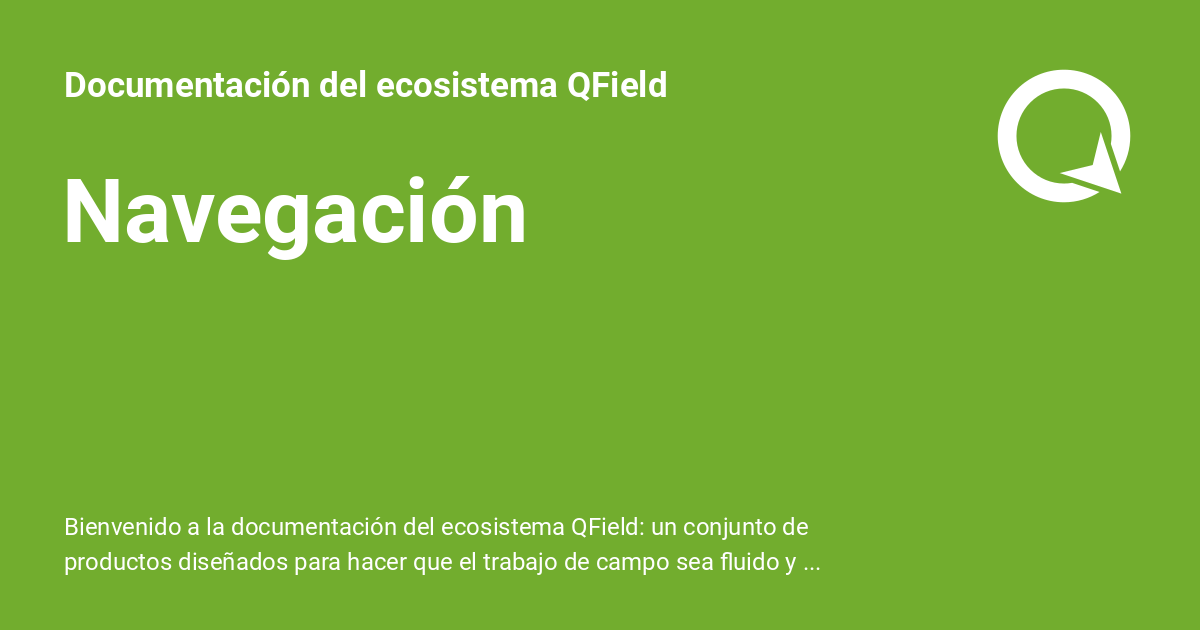 Documentación del ecosistema QField
Navegación
Bienvenido a la documentación del ecosistema QField: un conjunto de
productos diseñados para hacer que el trabajo de campo sea fluido y ...